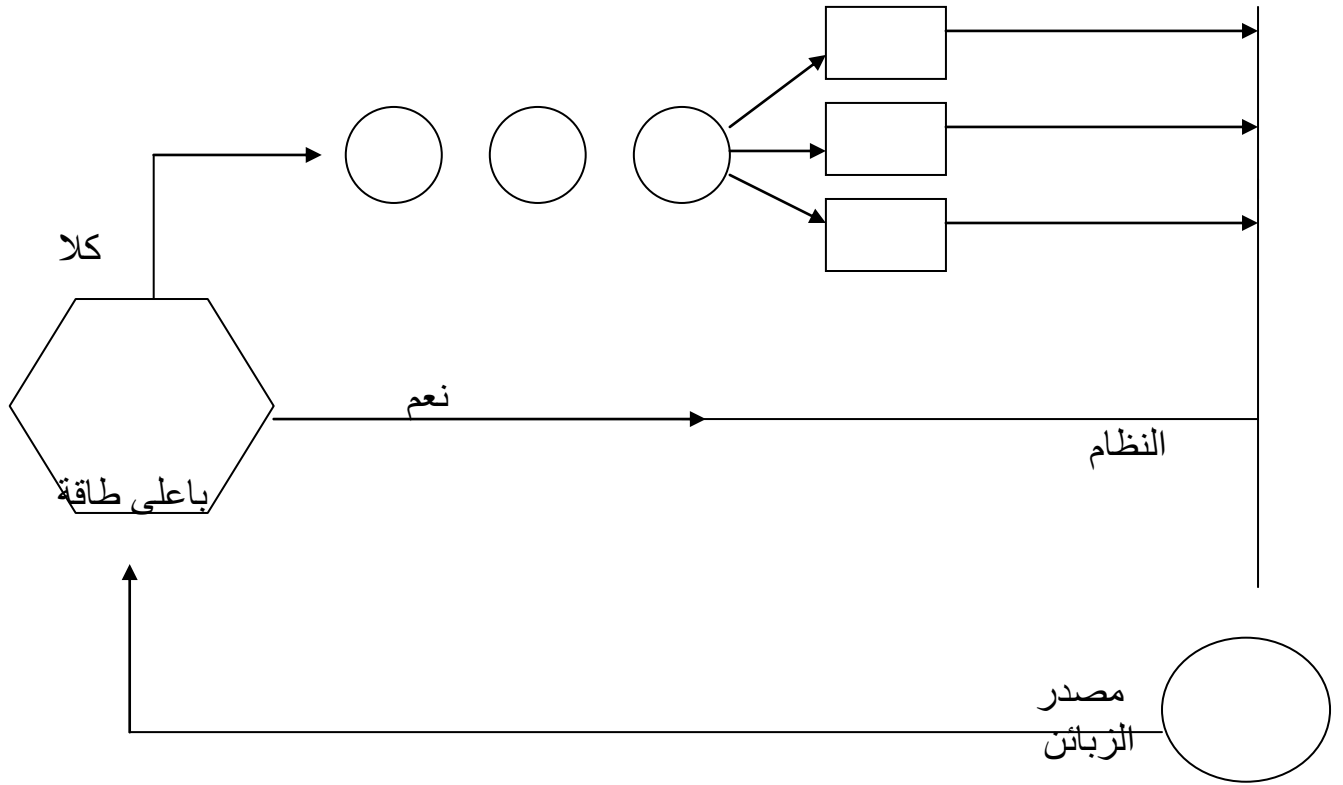 كلا
نعم
النظام
باعلى طاقة
مصدر
الزبائن